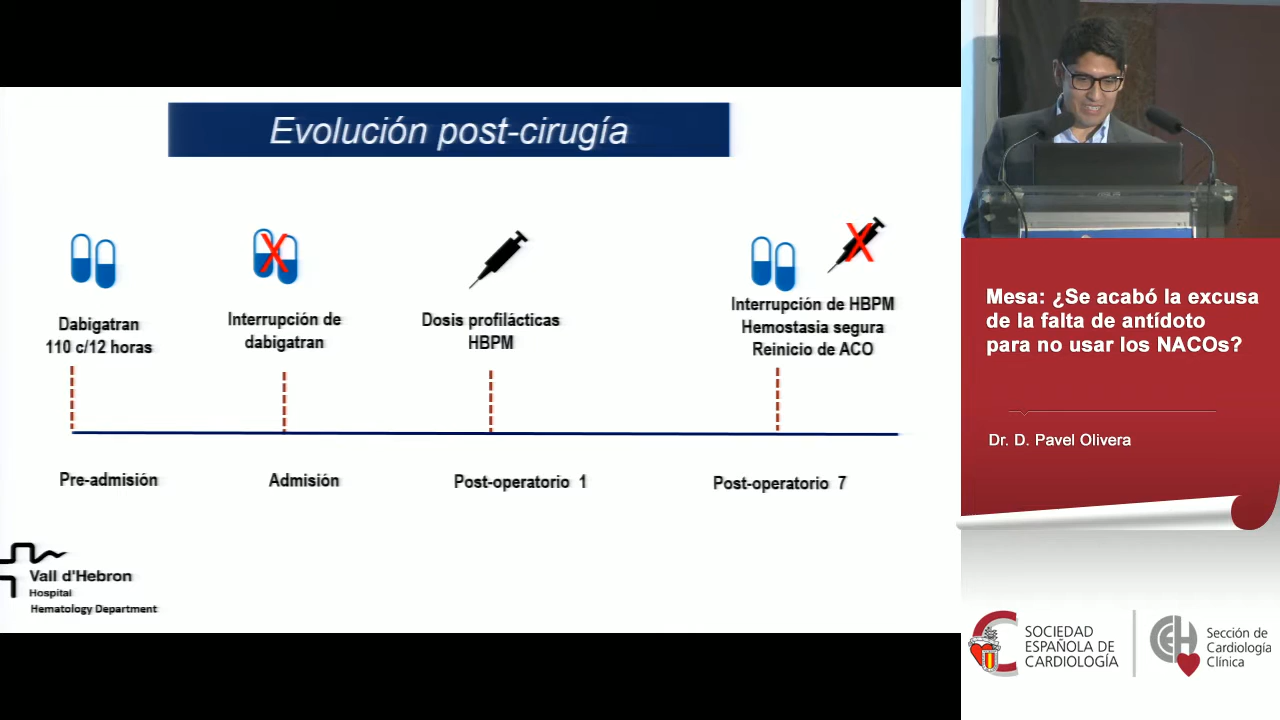 Evolución post-cirugía
Dabigatran
110 c/12 horas
Interrupción de
dabigatran
Dosis profilácticas
HBPM
Interrupción de HBPM
Hemostasia segura
Reinicio de ACO
Pre-admisión
Admisión
Post-operatorio 1
Post-operatorio 7
Vall d'Hebron
Hospital
Hematology Department
Mesa: ¿Se acabó la excusa
de la falta de antídoto
para no usar los NACOs?
Dr. D. Pavel Olivera
SOCIEDAD
ESPAÑOLA DE
CARDIOLOGÍA
Sección de
Cardiología
Clínica